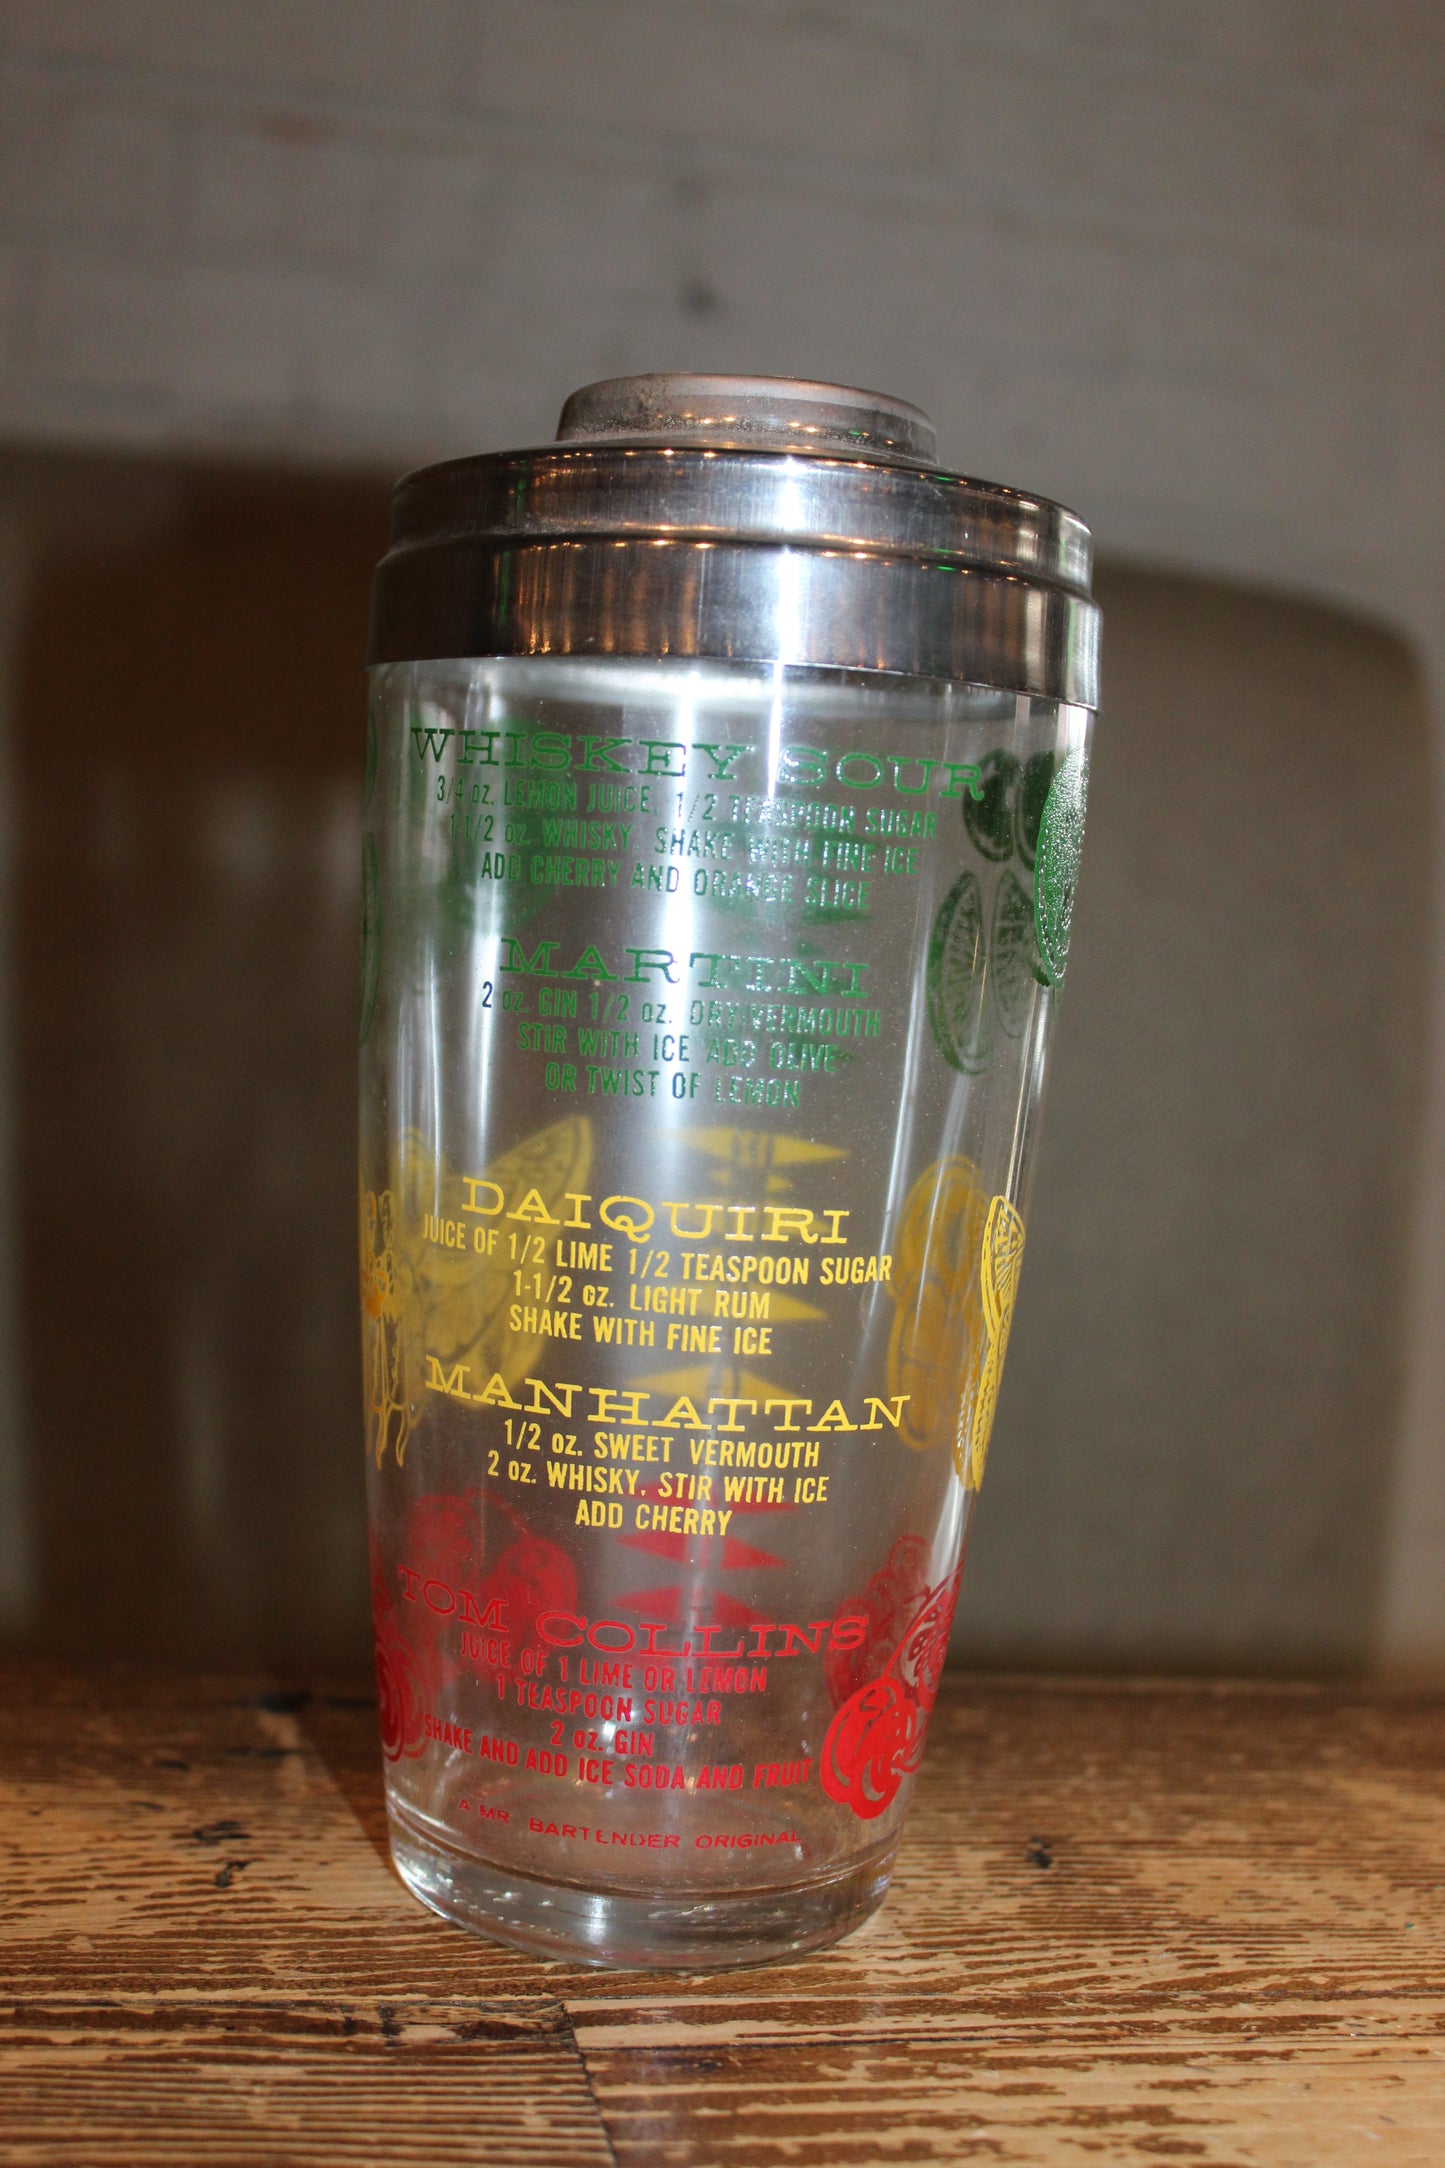 WHISKEY SOUR
3/4 oz. LEMON JUICE, 1/2 TEASPOON SUGAR
1-1/2 oz. WHISKY. SHAKE WITH FINE ICE
ADD CHERRY AND ORANGE SLICE
MARTINI
2 oz. GIN 1/2 oz. DRY VERMOUTH
STIR WITH ICE ADD OLIVE
OR TWIST OF LEMON
DAIQUIRI
JUICE OF 1/2 LIME 1/2 TEASPOON SUGAR
1-1/2 oz. LIGHT RUM
SHAKE WITH FINE ICE
MANHATTAN
1/2 oz. SWEET VERMOUTH
2 oz. WHISKY. STIR WITH ICE
ADD CHERRY
TOM COLLINS
JUICE OF 1 LIME OR LEMON
1 TEASPOON SUGAR
2 oz. GIN
SHAKE AND ADD ICE SODA AND FRUIT
A MR. BARTENDER ORIGINAL